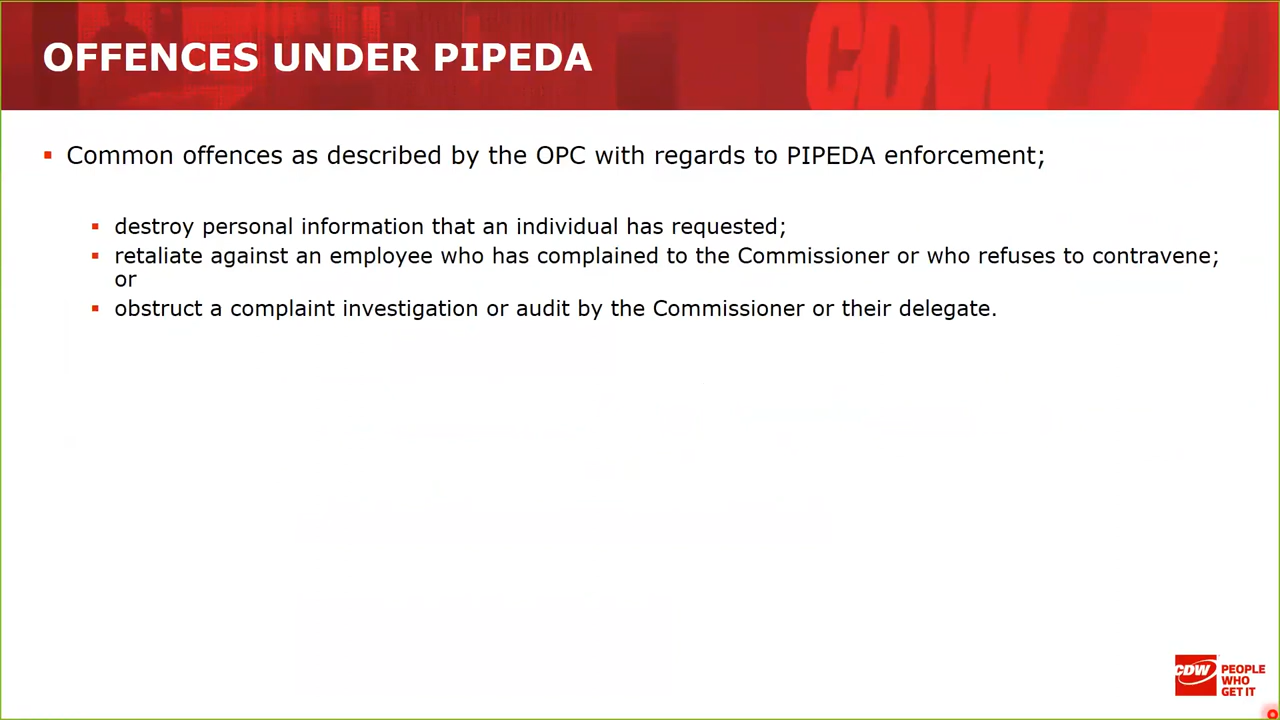 OFFENCES UNDER PIPEDA
CDW
Common offences as described by the OPC with regards to PIPEDA enforcement;
destroy personal information that an individual has requested;
retaliate against an employee who has complained to the Commissioner or who refuses to contravene;
or
obstruct a complaint investigation or audit by the Commissioner or their delegate.
CDW
PEOPLE
WHO
GET IT